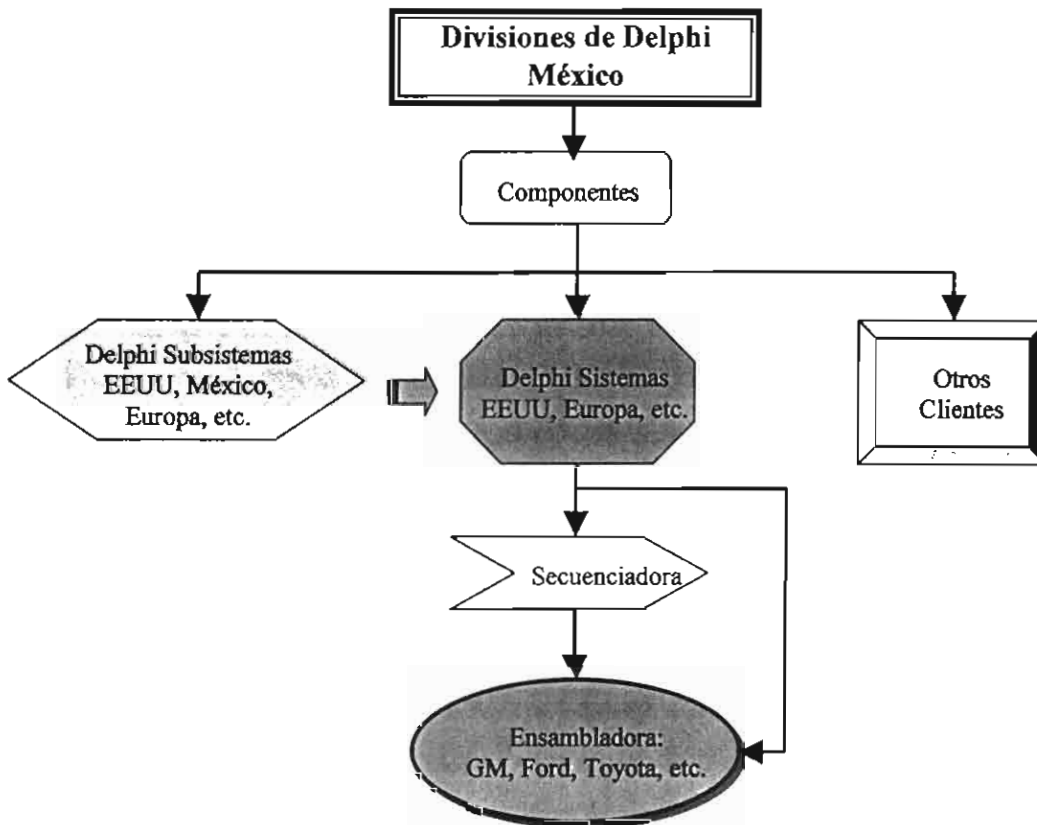 Divisiones de Delphi
México
Componentes
Delphi Subsistemas
EEUU, México,
Europa, etc.
Delphi Sistemas
EEUU, Europa, etc.
Otros
Clientes
Secuenciadora
Ensambladora:
GM, Ford, Toyota, etc.